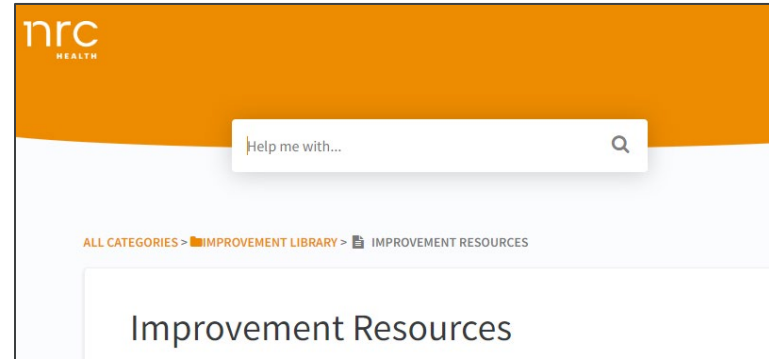 nrc
HEALTH
Help me with...
ALL CATEGORIES > IMPROVEMENT LIBRARY > IMPROVEMENT RESOURCES
Improvement Resources